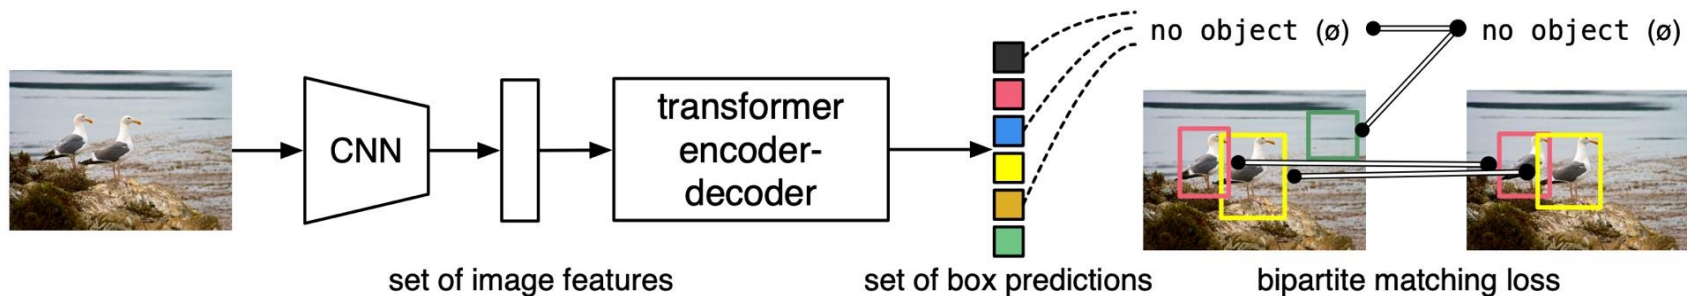 no object (ø)
no object (ø)
CNN
transformer
encoder-
decoder
set of image features
set of box predictions
bipartite matching loss